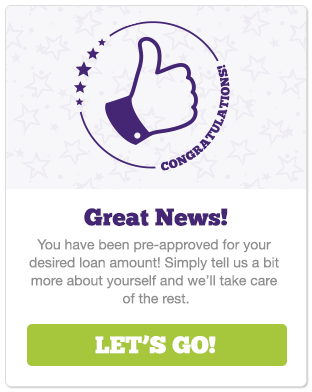 CONGRATULATIONS!
Great News!
You have been pre-approved for your
desired loan amount! Simply tell us a bit
more about yourself and we'll take care
of the rest.
LET'S GO!